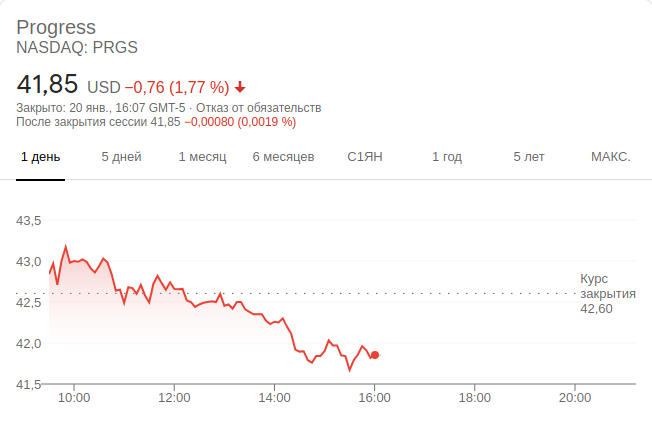 Progress
NASDAQ: PRGS
41,85 USD −0,76 (1,77 %)
Закрыто: 20 янв., 16:07 GMT-5 · Отказ от обязательств
После закрытия сессии 41,85 −0,00080 (0,0019 %)
1 день 5 дней 1 месяц 6 месяцев С1ЯН 1 год 5 лет МАКС.
43,5
43,0
42,5
42,0
41,5
Курс
закрытия
42,60
10:00 12:00 14:00 16:00 18:00 20:00